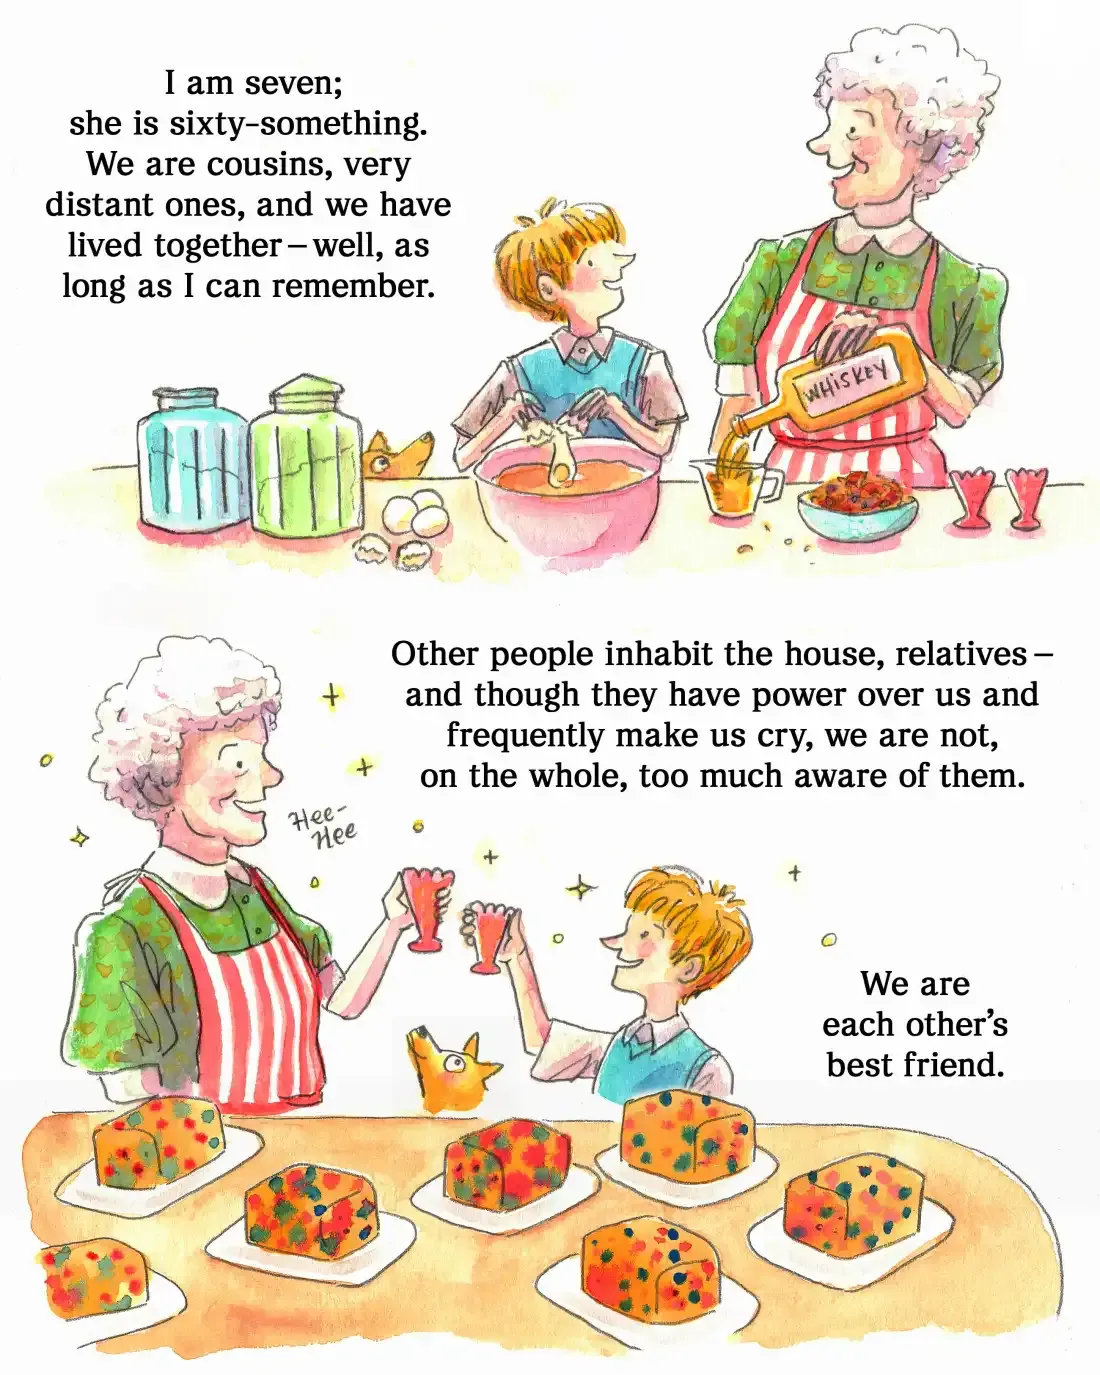 I am seven;
she is sixty-something.
We are cousins, very
distant ones, and we have
lived together – well, as
long as I can remember.
WHISKEY
Other people inhabit the house, relatives –
and though they have power over us and
frequently make us cry, we are not,
on the whole, too much aware of them.
Hee-
Hee
We are
each other's
best friend.